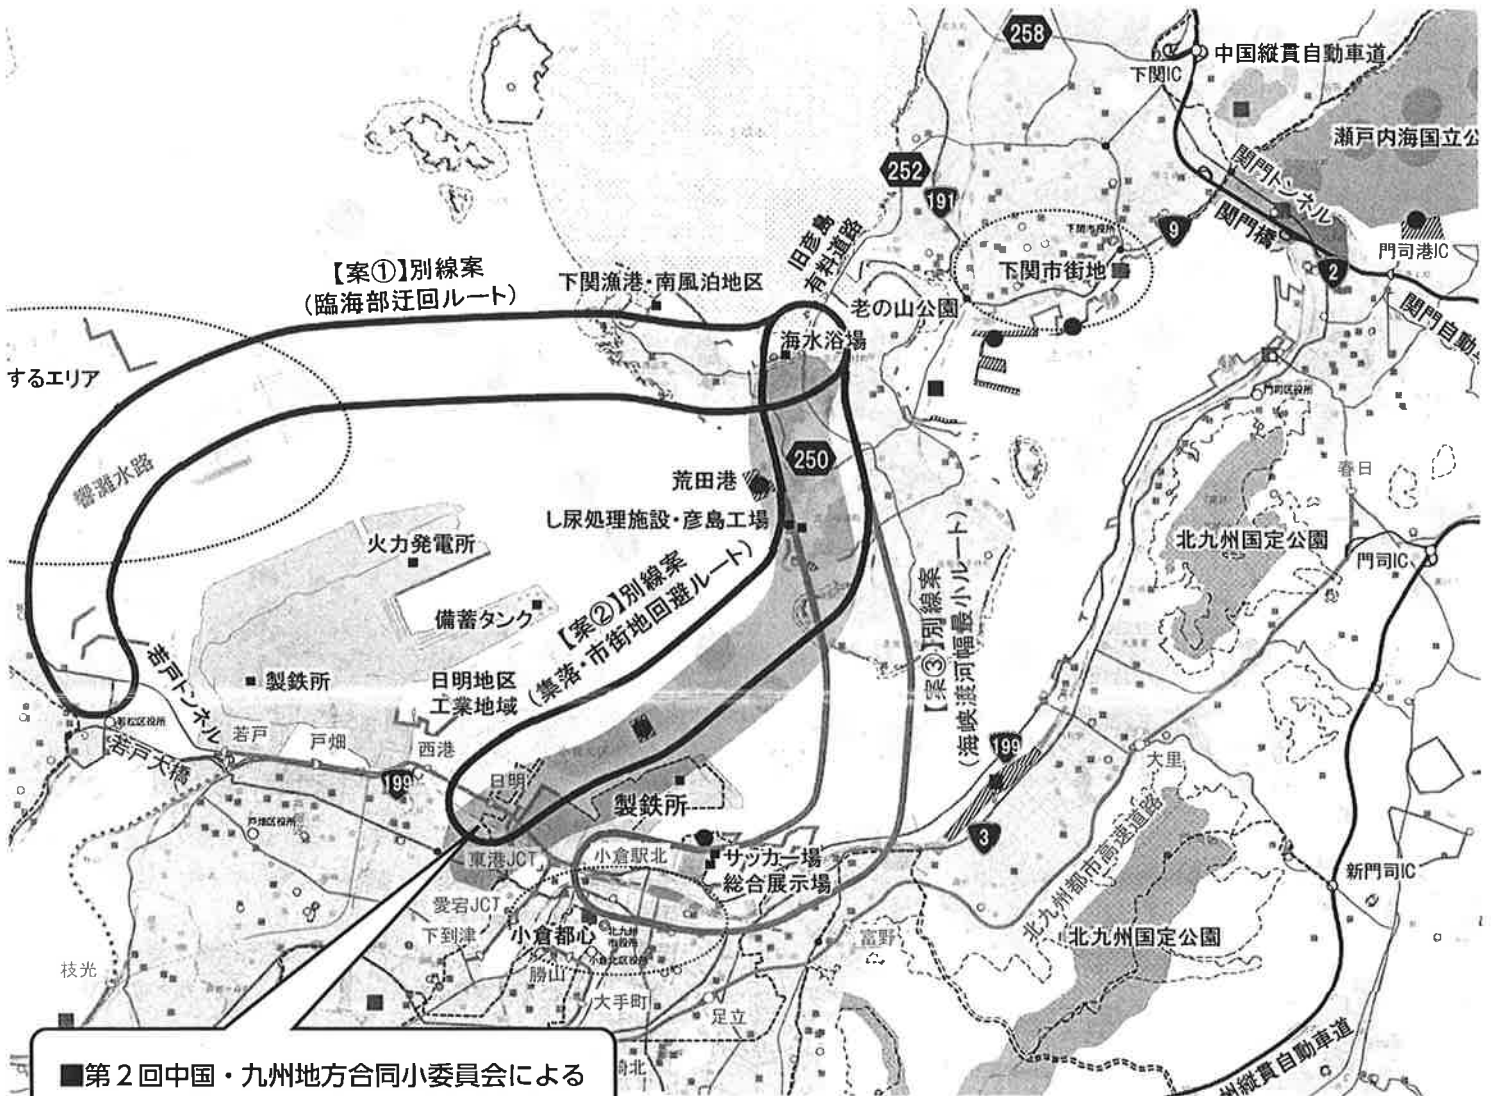 258
中国縦貫自動車道
下関IC
瀬戸内海国立公
252
191
関門トンネル
関門橋
9
下関市役所
下関市街地
2
門司港IC
関門自動車
旧彦島
有料道路
【案①】別線案
（臨海部迂回ルート）
下関漁港・南風泊地区
老の山公園
海水浴場
するエリア
門司区役所
響灘水路
250
荒田港
し尿処理施設・彦島工場
春日
北九州国定公園
門司IC
火力発電所
備蓄タンク
【案②】別線案
（集落・市街地回避ルート）
【案③】別線案
（海峡渡河幅最小ルート）
製鉄所
日明地区
工業地域
若戸トンネル
若松区役所
若戸大橋
若戸
戸畑
西港
199
199
大里
日明
製鉄所
3
北九州都市高速道路
戸畑区役所
東港JCT
小倉駅北
サッカー場
総合展示場
新門司IC
愛宕JCT
下到津
小倉都心
北九州
市役所
小倉北区役所
富野
北九州国定公園
枝光
勝山
大手町
足立
州縦貫自動車道
■第２回中国・九州地方合同小委員会による